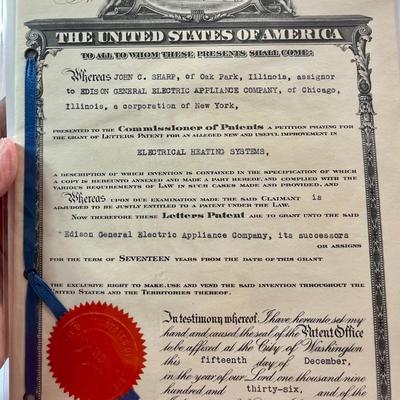 THE UNITED STATES OF AMERICA
TO ALL TO WHOM THESE PRESENTS SHALL COME:
Whereas JOHN C. SHARP, of Oak Park, Illinois, assignor
to EDISON GENERAL ELECTRIC APPLIANCE COMPANY, of Chicago,
Illinois, a corporation of New York,
PRESENTED TO THE Commissioner of Patents A PETITION PRAYING FOR
THE GRANT OF LETTERS PATENT FOR AN ALLEGED NEW AND USEFUL IMPROVEMENT IN
ELECTRICAL HEATING SYSTEMS,
A DESCRIPTION OF WHICH INVENTION IS CONTAINED IN THE SPECIFICATION OF WHICH
A COPY IS HEREUNTO ANNEXED AND MADE A PART HEREOF, AND COMPLIED WITH THE
VARIOUS REQUIREMENTS OF LAW IN SUCH CASES MADE AND PROVIDED, AND
Whereas UPON DUE EXAMINATION MADE THE SAID CLAIMANT is
ADJUDGED TO BE JUSTLY ENTITLED TO A PATENT UNDER THE LAW.
NOW THEREFORE THESE Letters Patent ARE TO GRANT UNTO THE SAID
Edison General Electric Appliance Company, its successors
OR ASSIGNS
FOR THE TERM OF SEVENTEEN YEARS FROM THE DATE OF THIS GRANT
THE EXCLUSIVE RIGHT TO MAKE, USE AND VEND THE SAID INVENTION THROUGHOUT THE
UNITED STATES AND THE TERRITORIES THEREOF.
In testimony whereof, I have hereunto set my
hand and caused the seal of the Patent Office
to be affixed at the City of Washington
this fifteenth day of December,
in the year of our Lord one thousand nine
hundred and thirty-six, and of the